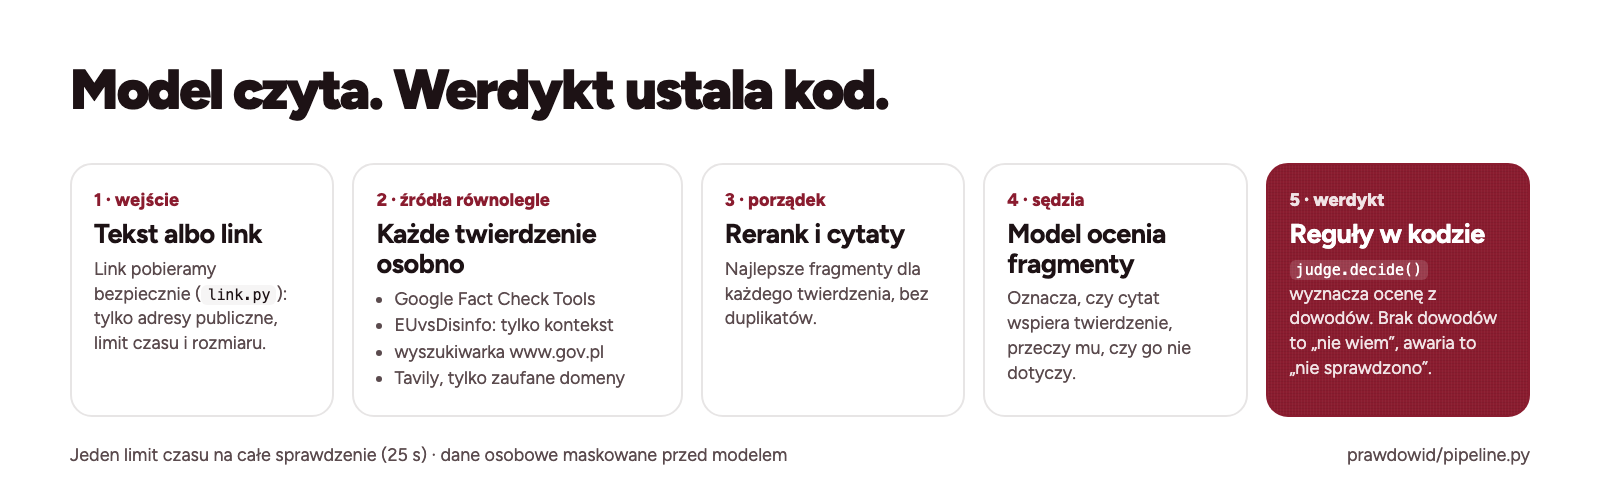 Model czyta. Werdykt ustala kod.
1 · wejście
Tekst albo link
Link pobieramy
bezpiecznie ( link.py ):
tylko adresy publiczne,
limit czasu i rozmiaru.
2 · źródła równolegle
Każde twierdzenie
osobno
• Google Fact Check Tools
• EUvsDisinfo: tylko kontekst
• wyszukiwarka www.gov.pl
• Tavily, tylko zaufane domeny
3 · porządek
Rerank i cytaty
Najlepsze fragmenty dla
każdego twierdzenia, bez
duplikatów.
4 · sędzia
Model ocenia
fragmenty
Oznacza, czy cytat
wspiera twierdzenie,
przeczy mu, czy go nie
dotyczy.
5 · werdykt
Reguły w kodzie
judge.decide()
wyznacza ocenę z
dowodów. Brak dowodów
to „nie wiem”, awaria to
„nie sprawdzono”.
Jeden limit czasu na całe sprawdzenie (25 s) · dane osobowe maskowane przed modelem
prawdowid/pipeline.py